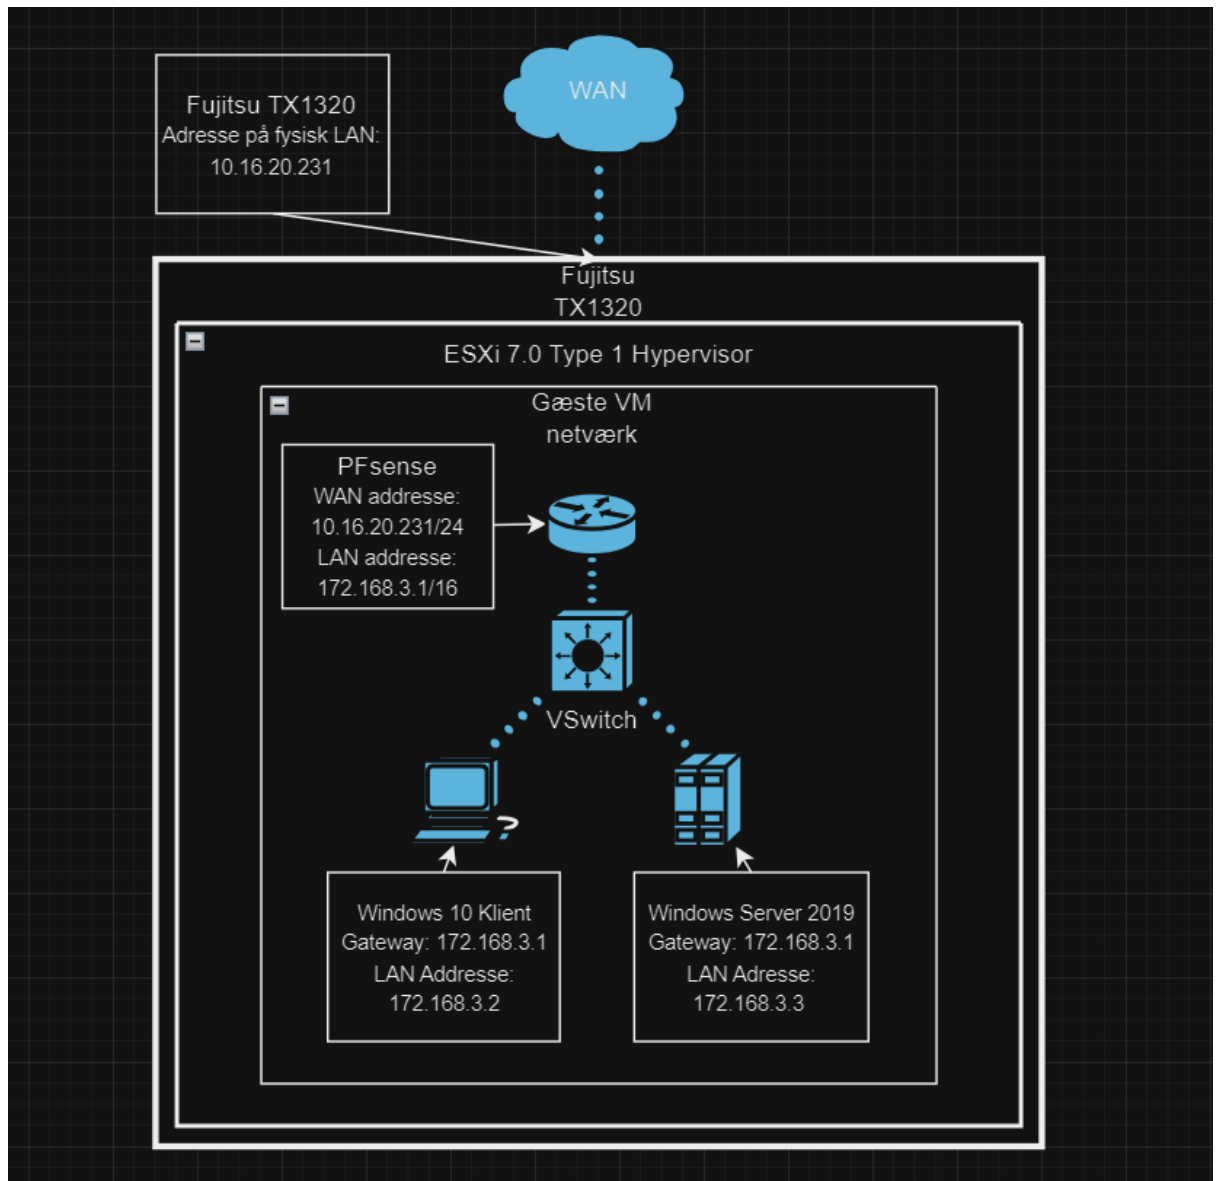 WAN
Fujitsu TX1320
Adresse på fysisk LAN:
10.16.20.231
Fujitsu
TX1320
ESXi 7.0 Type 1 Hypervisor
Gæste VM
netværk
PFsense
WAN addresse:
10.16.20.231/24
LAN addresse:
172.168.3.1/16
VSwitch
?
Windows 10 Klient
Gateway: 172.168.3.1
LAN Addresse:
172.168.3.2
Windows Server 2019
Gateway: 172.168.3.1
LAN Adresse:
172.168.3.3